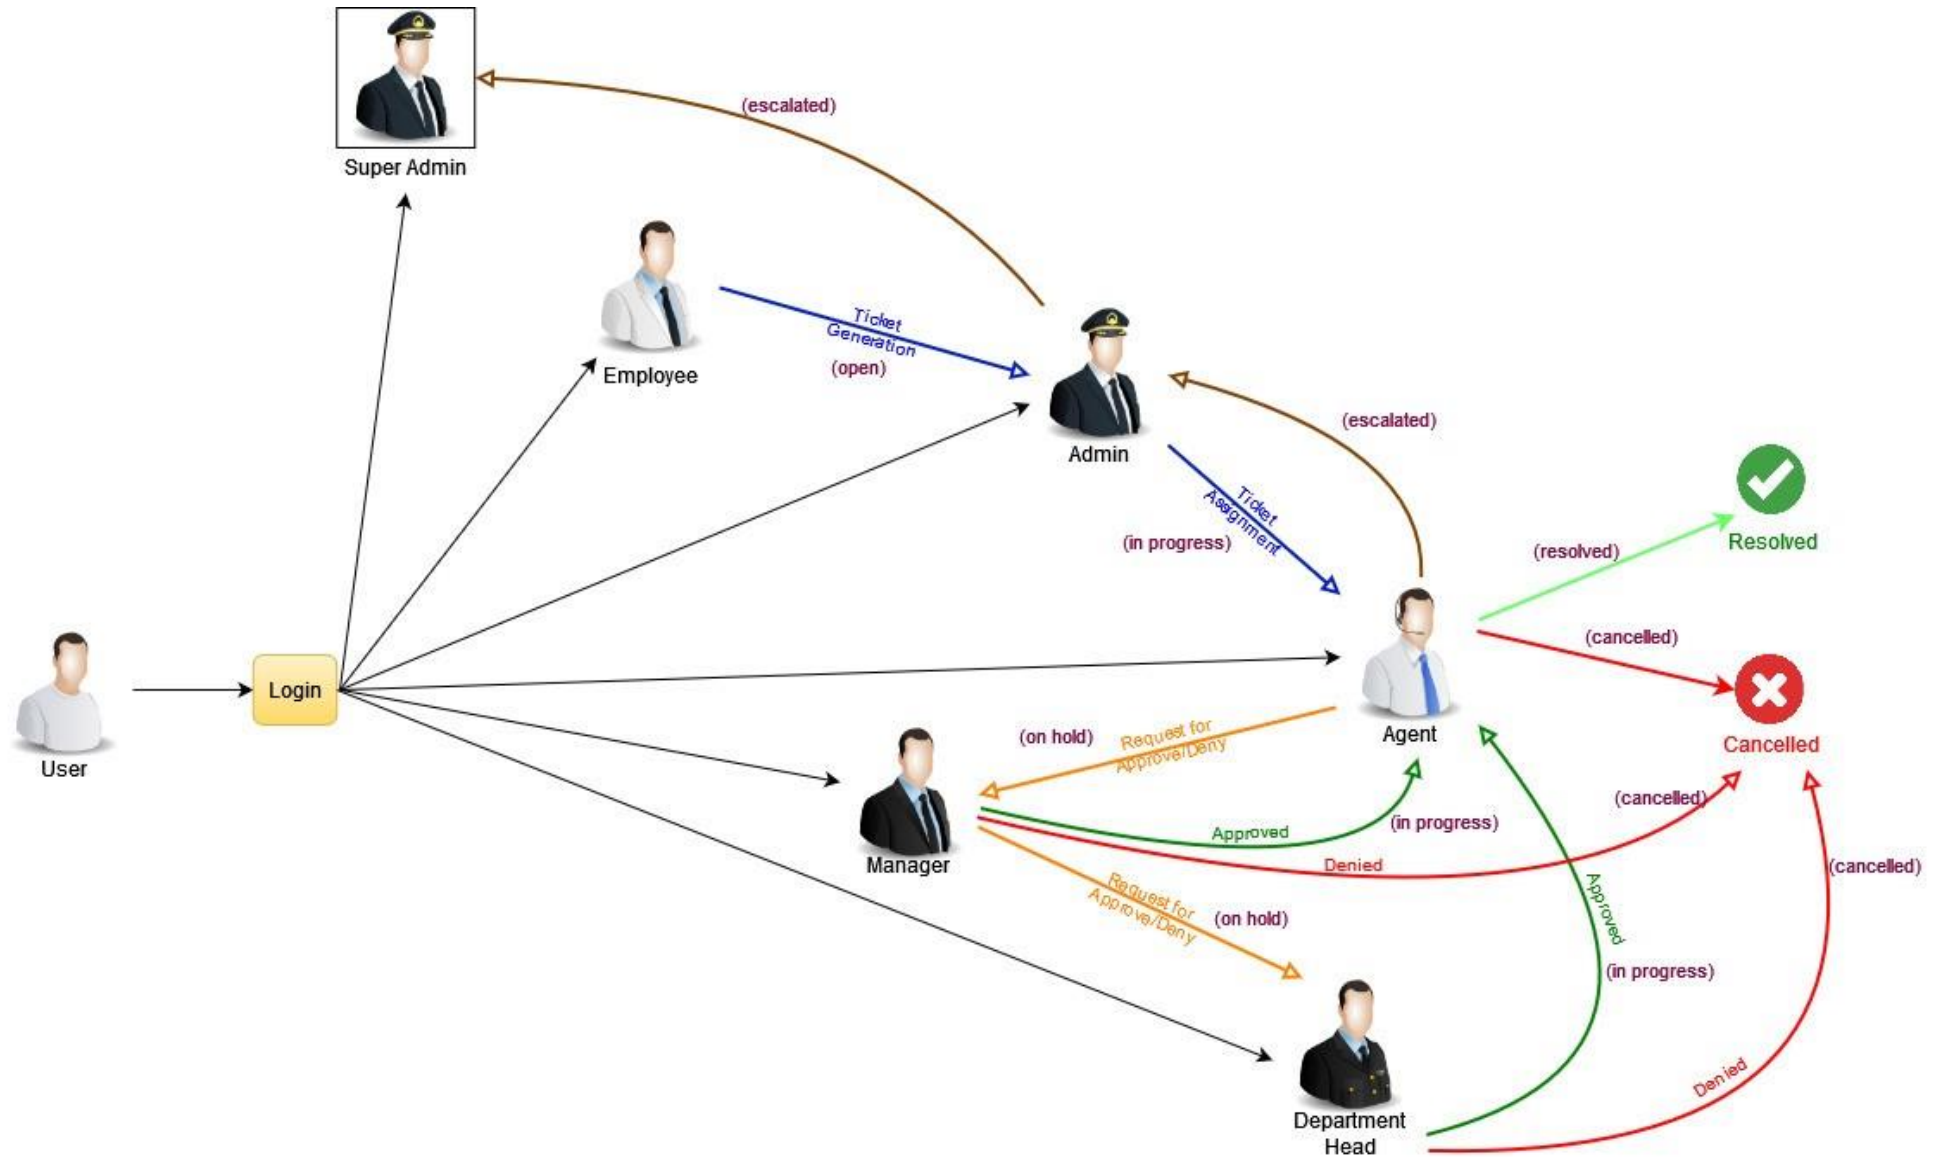 (escalated)
Super Admin
Ticket
Generation
(open)
Employee
(escalated)
Admin
Ticket
Assignment
(in progress)
(resolved)
Resolved
(cancelled)
Login
User
Agent
Cancelled
(on hold)
Request for
Approve/Deny
(cancelled)
(in progress)
Approved
Manager
Denied
(cancelled)
Request for
Approve/Deny
(on hold)
Approved
(in progress)
Denied
Department
Head